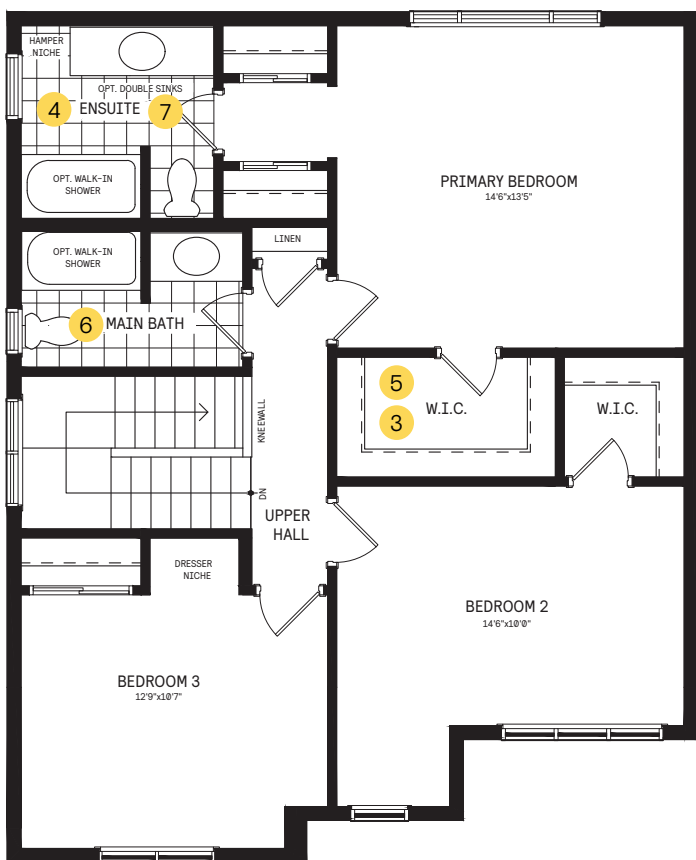 HAMPER
NICHE
OPT. DOUBLE SINKS
4
ENSUITE
7
OPT. WALK-IN
SHOWER
PRIMARY BEDROOM
14'6"x13'5"
LINEN
OPT. WALK-IN
SHOWER
6
MAIN BATH
5
3
W.I.C.
W.I.C.
KNEEWALL
DN
UPPER
HALL
DRESSER
NICHE
BEDROOM 2
14'6"x10'0"
BEDROOM 3
12'9"x10'7"